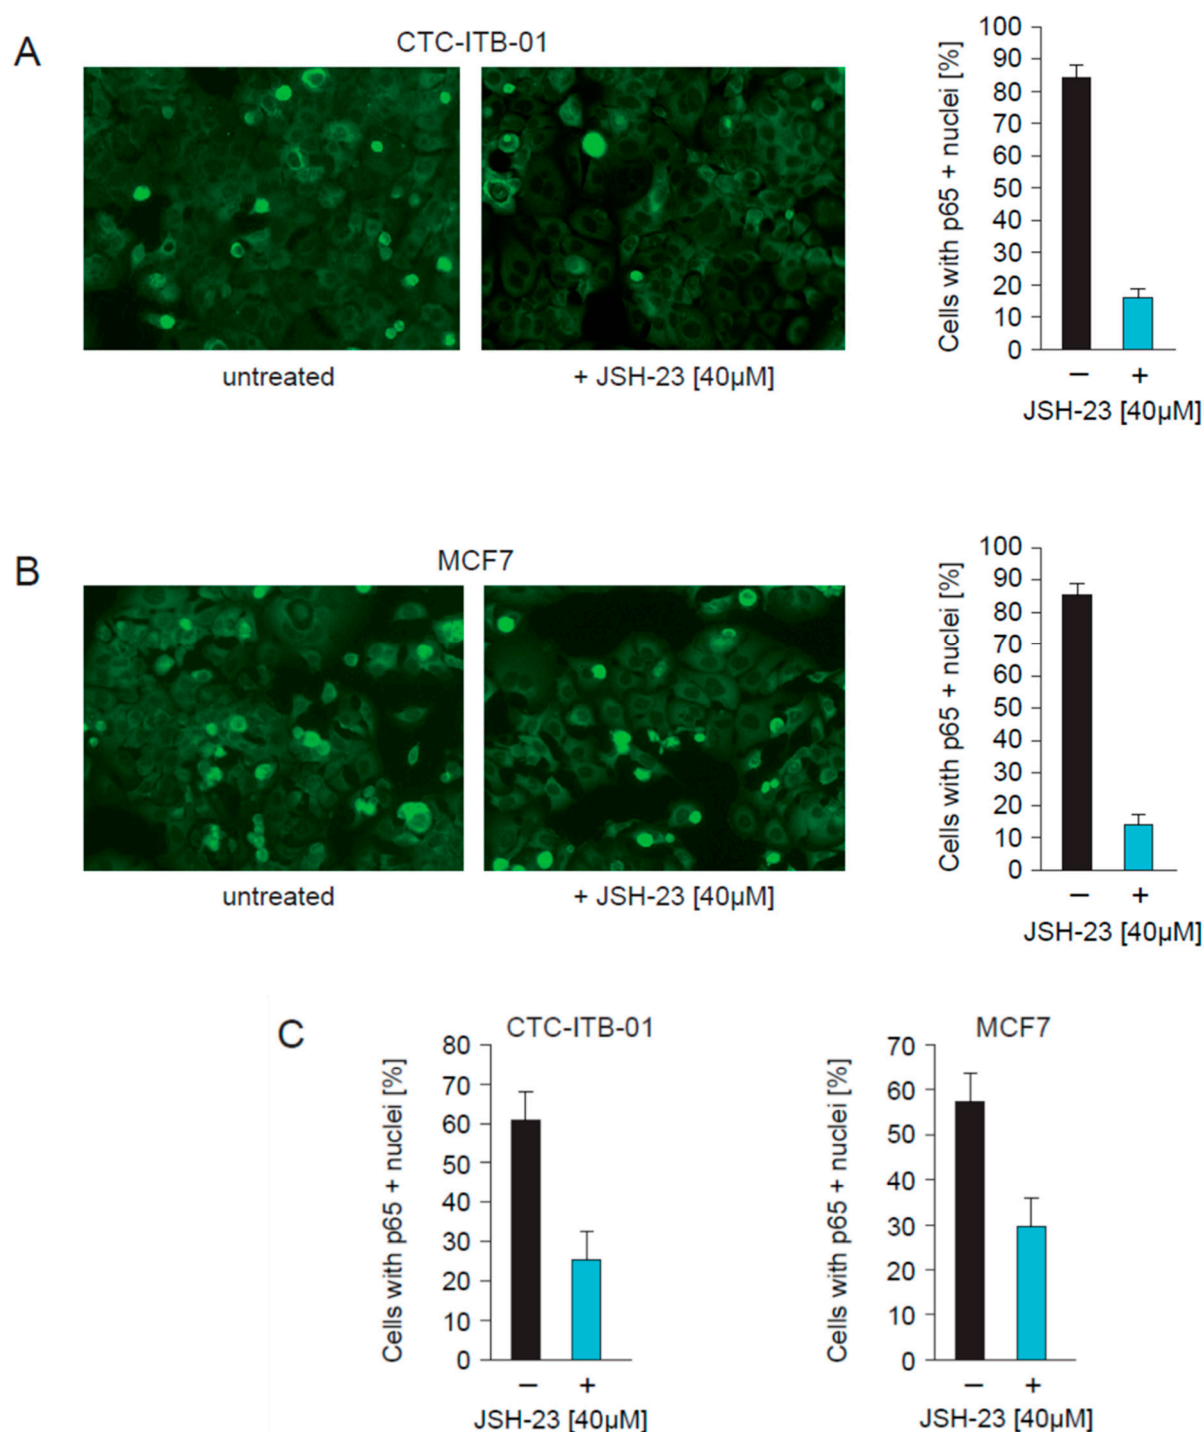 A
CTC-ITB-01
untreated
+ JSH-23 [40µM]
Cells with p65 + nuclei [%]
100
90
80
70
60
50
40
30
20
10
0
− +
JSH-23 [40µM]
B
MCF7
untreated
+ JSH-23 [40µM]
Cells with p65 + nuclei [%]
100
90
80
70
60
50
40
30
20
10
0
− +
JSH-23 [40µM]
C
CTC-ITB-01
Cells with p65 + nuclei [%]
80
70
60
50
40
30
20
10
0
− +
JSH-23 [40µM]
MCF7
Cells with p65 + nuclei [%]
70
60
50
40
30
20
10
0
− +
JSH-23 [40µM]